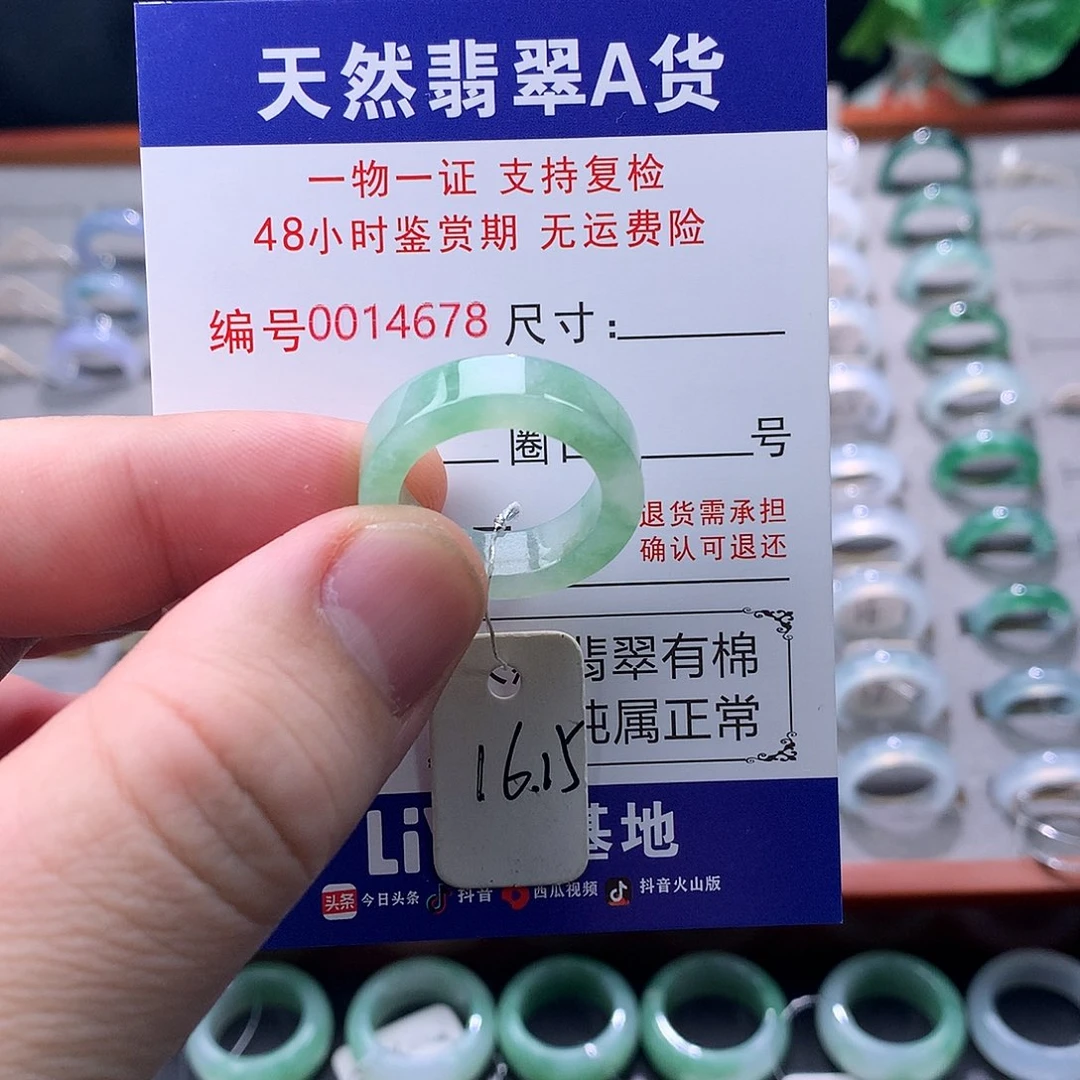 天然翡翠A货
一物一证 支持复检
48小时鉴赏期 无运费险
编号0014678 尺寸:
圈 号
退货需承担
确认可退还
翡翠有棉
纯属正常
16.15
基地
头条 今日头条 抖音 西瓜视频 抖音火山版